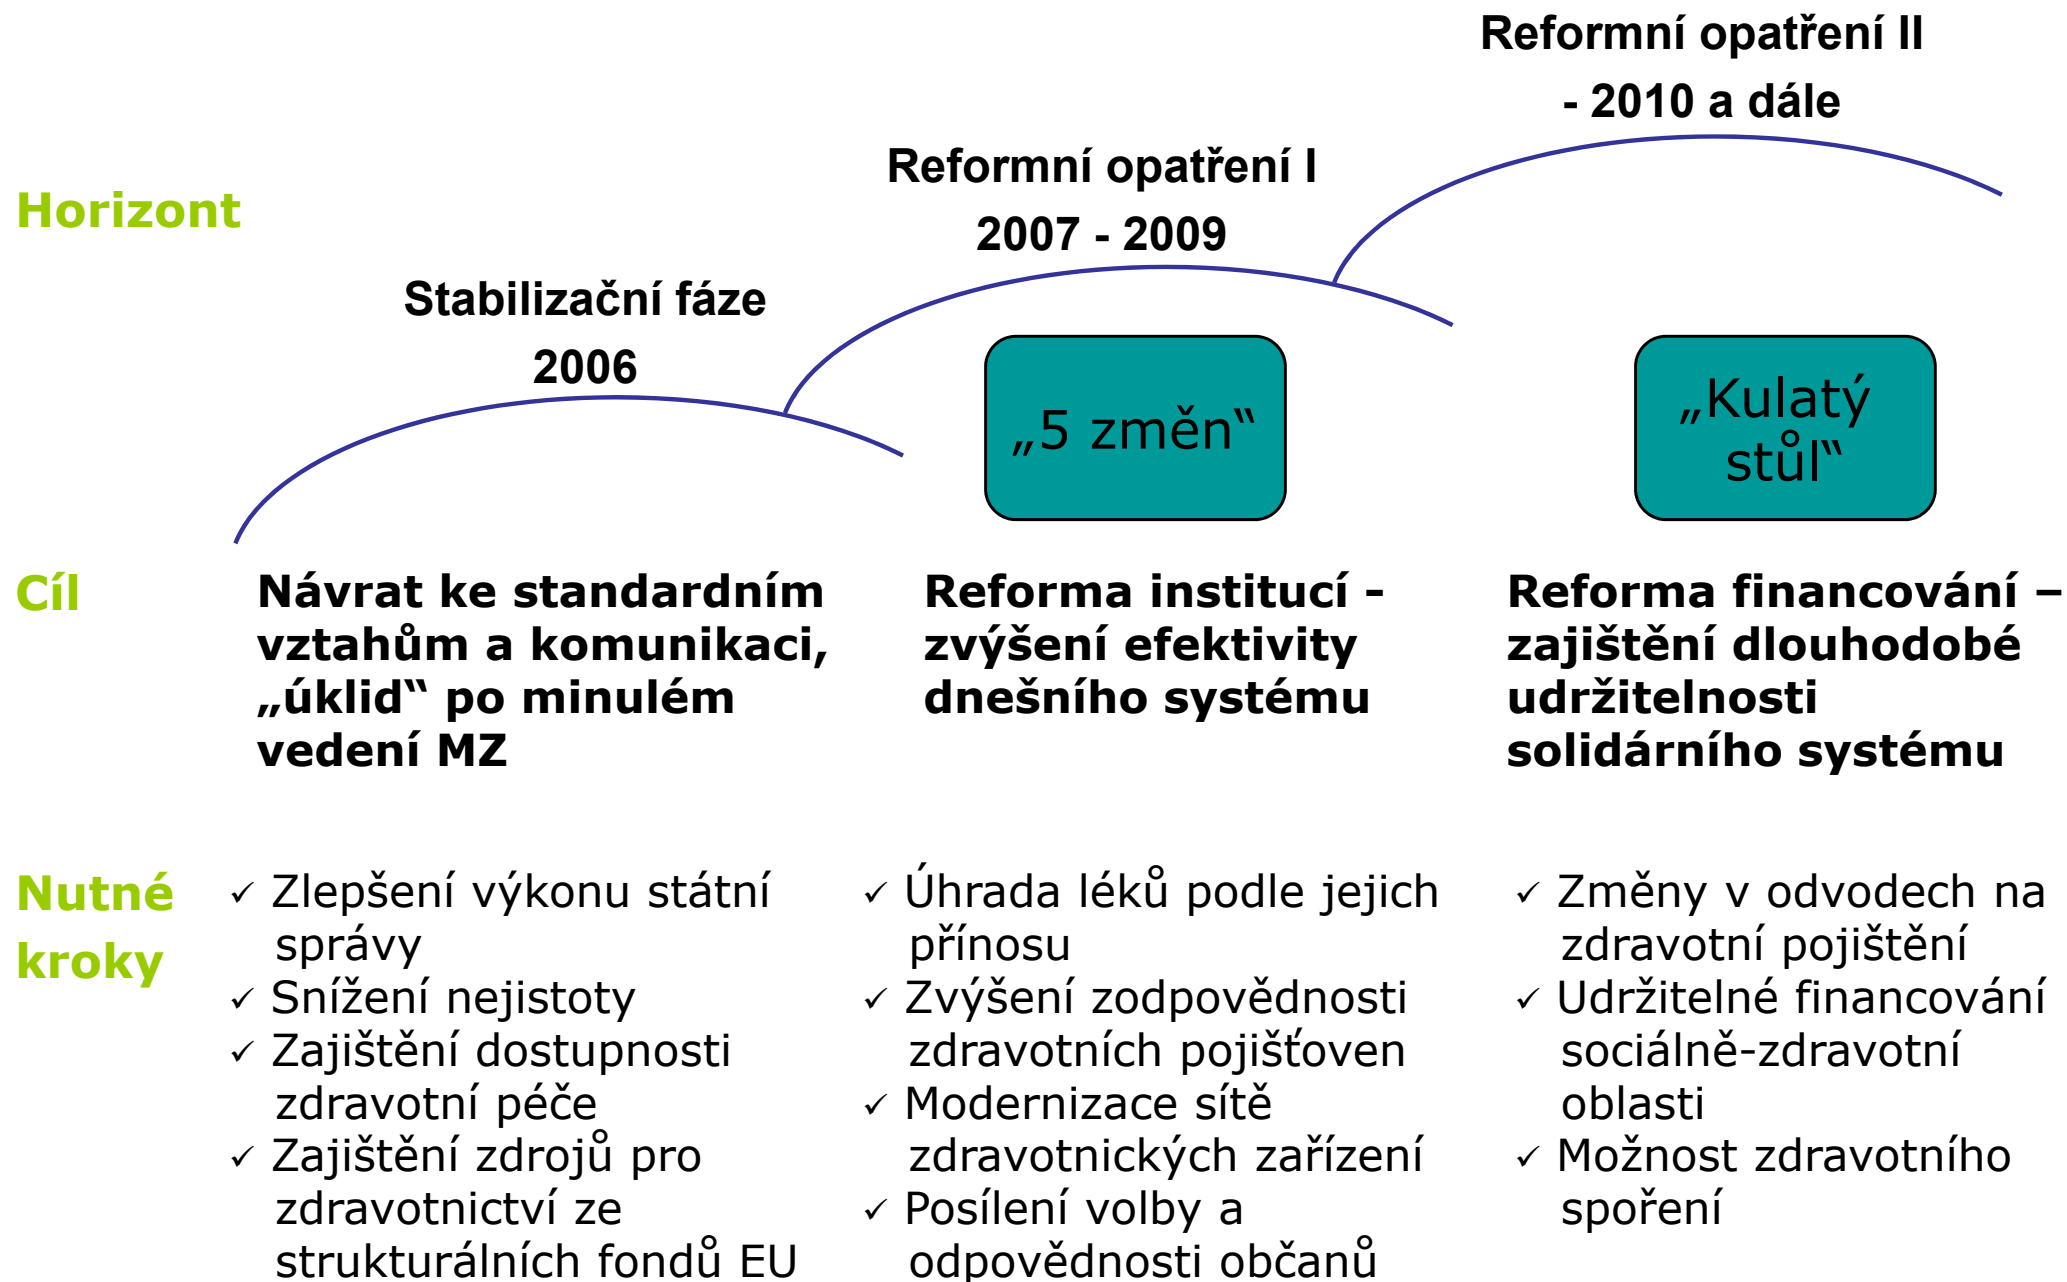 Reformní opatření II
- 2010 a dále
Reformní opatření I
2007 - 2009
Horizont
Stabilizační fáze
2006
„5 změn“
„Kulatý
stůl“
Cíl
Návrat ke standardním
vztahům a komunikaci,
„úklid“ po minulém
vedení MZ
Reforma institucí -
zvýšení efektivity
dnešního systému
Reforma financování –
zajištění dlouhodobé
udržitelnosti
solidárního systému
Nutné
kroky
✓ Zlepšení výkonu státní
správy
✓ Snížení nejistoty
✓ Zajištění dostupnosti
zdravotní péče
✓ Zajištění zdrojů pro
zdravotnictví ze
strukturálních fondů EU
✓ Úhrada léků podle jejich
přínosu
✓ Zvýšení zodpovědnosti
zdravotních pojišťoven
✓ Modernizace sítě
zdravotnických zařízení
✓ Posílení volby a
odpovědnosti občanů
✓ Změny v odvodech na
zdravotní pojištění
✓ Udržitelné financování
sociálně-zdravotní
oblasti
✓ Možnost zdravotního
spoření